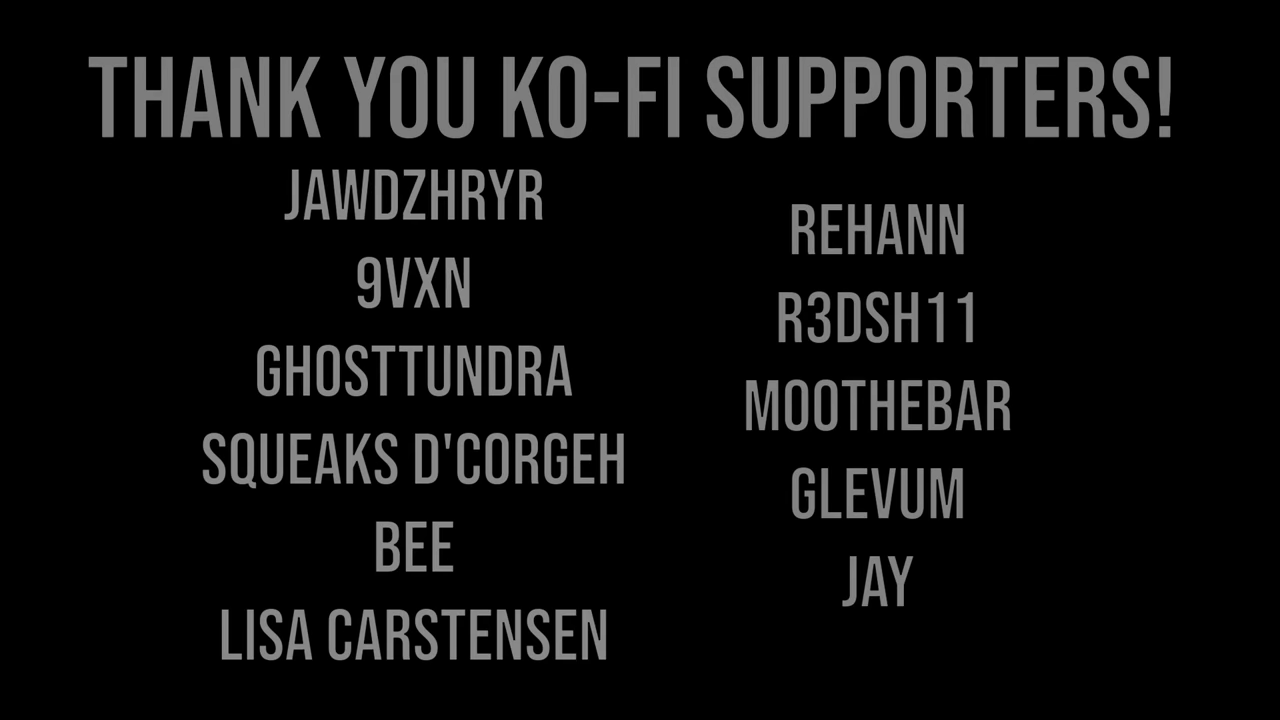 THANK YOU KO-FI SUPPORTERS!
JAWDZHRYR
9VXN
GHOSTTUNDRA
SQUEAKS D'CORGEH
BEE
LISA CARSTENSEN
REHANN
R3DSH11
MOOTHEBAR
GLEVUM
JAY